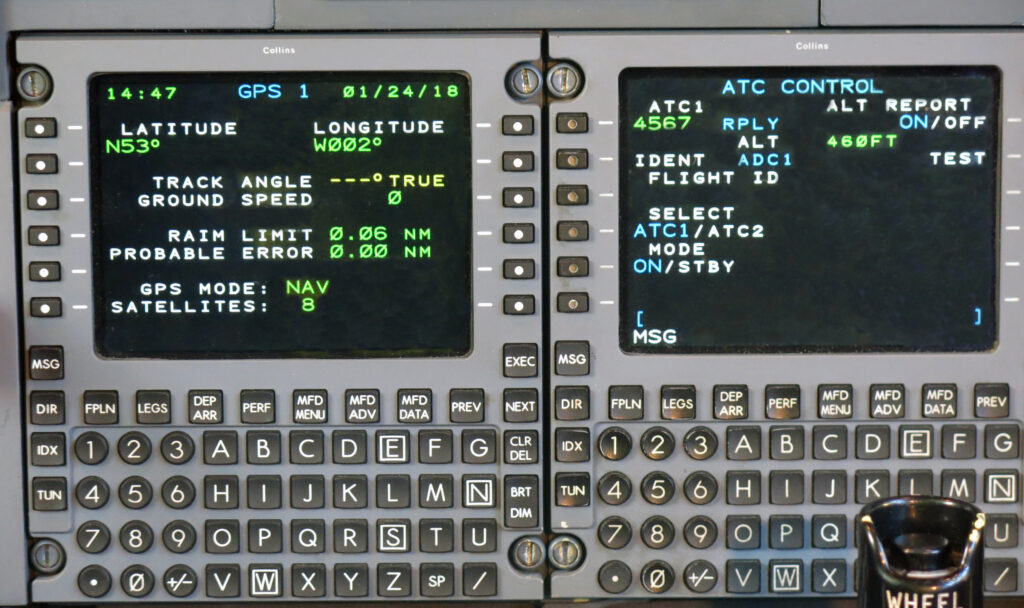 Collins
14:47 GPS 1 01/24/18
LATITUDE LONGITUDE
N53° W002°
TRACK ANGLE ---° TRUE
GROUND SPEED 0
RAIM LIMIT 0.06 NM
PROBABLE ERROR 0.00 NM
GPS MODE: NAV
SATELLITES: 8
MSG EXEC
DIR FPLN LEGS DEP ARR PERF MFD MENU MFD ADV MFD DATA PREV NEXT
IDX 1 2 3 A B C D E F G CLR DEL
TUN 4 5 6 H I J K L M N BRT DIM
7 8 9 O P Q R S T U
. 0 +/- V W X Y Z SP /
Collins
ATC CONTROL
ATC1 ALT REPORT
4567 RPLY ON/OFF
ALT 460FT
IDENT ADC1 TEST
FLIGHT ID
SELECT
ATC1/ATC2
MODE
ON/STBY
[ ]
MSG
MSG
DIR FPLN LEGS DEP ARR PERF MFD MENU MFD ADV MFD DATA PREV
IDX 1 2 3 A B C D E F G
TUN 4 5 6 H I J K L M N
7 8 9 O P Q U
. 0 +/- V W X /
WHEEL